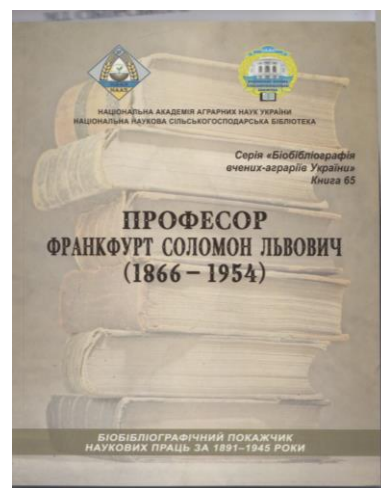 НАЦІОНАЛЬНА АКАДЕМІЯ АГРАРНИХ НАУК УКРАЇНИ
НАЦІОНАЛЬНА НАУКОВА СІЛЬСЬКОГОСПОДАРСЬКА БІБЛІОТЕКА
Серія «Біобібліографія
вчених-аграріїв України»
Книга 65
ПРОФЕСОР
ФРАНКФУРТ СОЛОМОН ЛЬВОВИЧ
(1866 – 1954)
БІОБІБЛІОГРАФІЧНИЙ ПОКАЖЧИК
НАУКОВИХ ПРАЦЬ ЗА 1891–1945 РОКИ